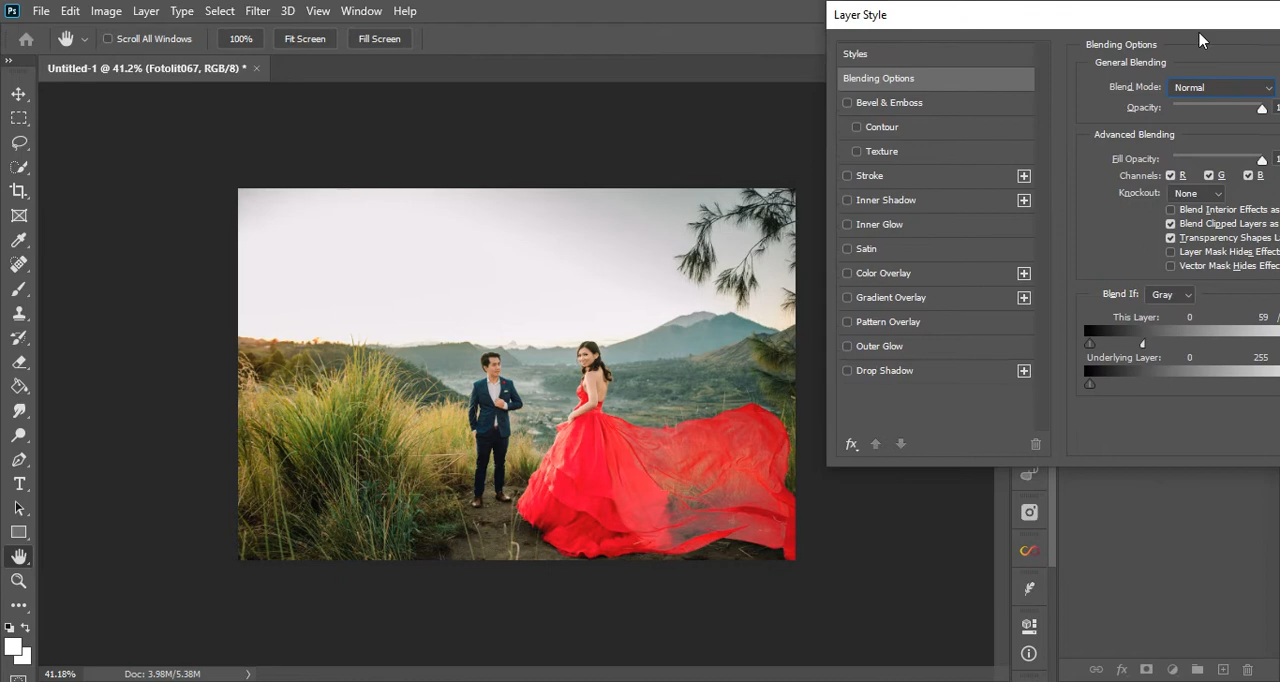 Ps File Edit Image Layer Type Select Filter 3D View Window Help
Layer Style
Scroll All Windows 100% Fit Screen Fill Screen
Untitled-1 @ 41.2% (Fotolit067, RGB/8) * ×
Styles
Blending Options
Bevel & Emboss
Contour
Texture
Stroke
Inner Shadow
Inner Glow
Satin
Color Overlay
Gradient Overlay
Pattern Overlay
Outer Glow
Drop Shadow
fx
Blending Options
General Blending
Blend Mode: Normal
Opacity: 1
Advanced Blending
Fill Opacity: 1
Channels: R G B
Knockout: None
Blend Interior Effects as
Blend Clipped Layers as
Transparency Shapes L
Layer Mask Hides Effec
Vector Mask Hides Effec
Blend If: Gray
This Layer: 0 59 /
Underlying Layer: 0 255
41.18% Doc: 3.98M/5.38M
fx